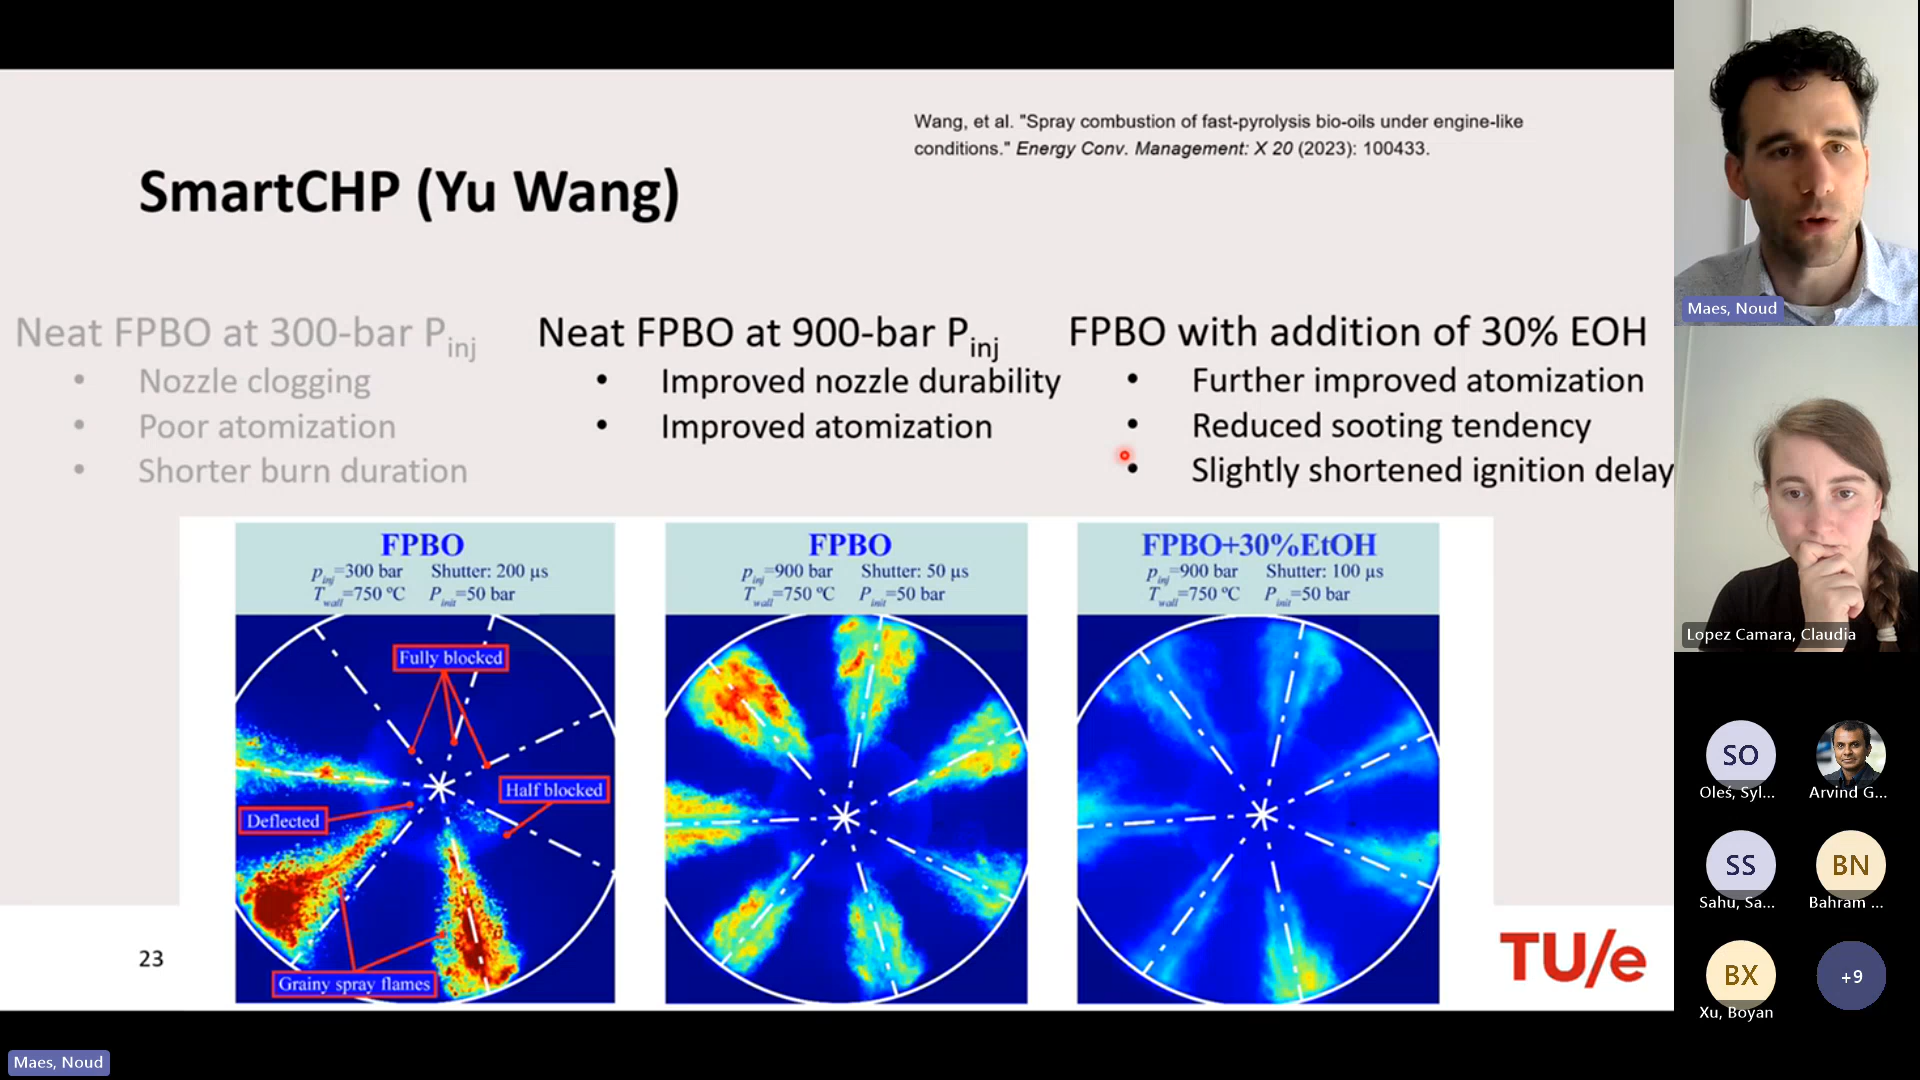 Wang, et al. "Spray combustion of fast-pyrolysis bio-oils under engine-like
conditions." Energy Conv. Management: X 20 (2023): 100433.
SmartCHP (Yu Wang)
Neat FPBO at 300-bar Pinj
• Nozzle clogging
• Poor atomization
• Shorter burn duration
Neat FPBO at 900-bar Pinj
• Improved nozzle durability
• Improved atomization
FPBO with addition of 30% EOH
• Further improved atomization
• Reduced sooting tendency
• Slightly shortened ignition delay
FPBO
Pinj=300 bar Shutter: 200 µs
Twall=750 ºC Pinit=50 bar
Fully blocked
Half blocked
Deflected
Grainy spray flames
FPBO
Pinj=900 bar Shutter: 50 µs
Twall=750 ºC Pinit=50 bar
FPBO+30%EtOH
Pinj=900 bar Shutter: 100 µs
Twall=750 ºC Pinit=50 bar
23
TU/e
Maes, Noud
Maes, Noud
Lopez Camara, Claudia
SO
Oleś, Syl...
Arvind G...
SS
Sahu, Sa...
BN
Bahram ...
BX
Xu, Boyan
+9